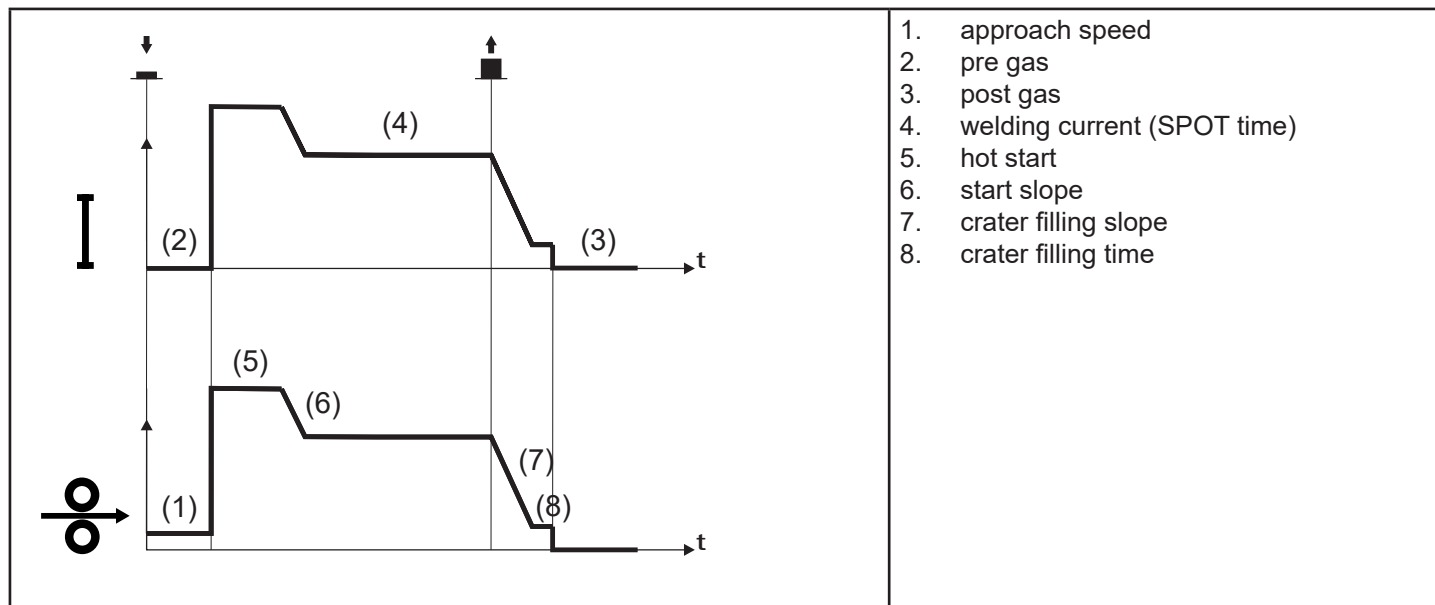 (4)
(2)
(3)
t
(5)
(6)
(7)
(1)
(8)
t
1. approach speed
2. pre gas
3. post gas
4. welding current (SPOT time)
5. hot start
6. start slope
7. crater filling slope
8. crater filling time